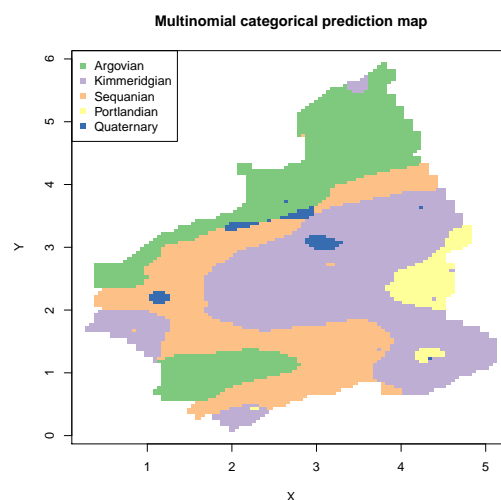 Multinomial categorical prediction map
Argovian
Kimmeridgian
Sequanian
Portlandian
Quaternary
Y
6
5
4
3
2
1
0
1 2 3 4 5
X